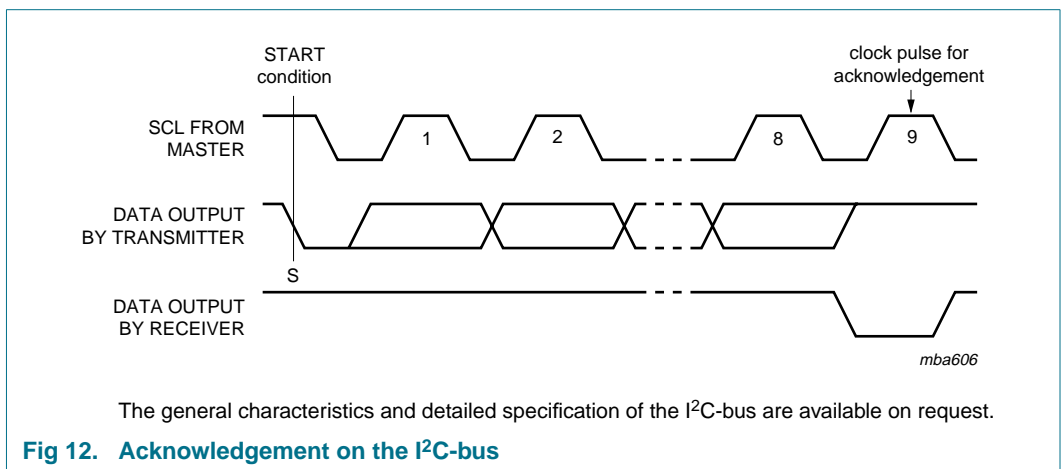 START
condition
clock pulse for
acknowledgement
SCL FROM
MASTER
1
2
8
9
DATA OUTPUT
BY TRANSMITTER
S
DATA OUTPUT
BY RECEIVER
mba606
The general characteristics and detailed specification of the I²C-bus are available on request.
Fig 12. Acknowledgement on the I²C-bus